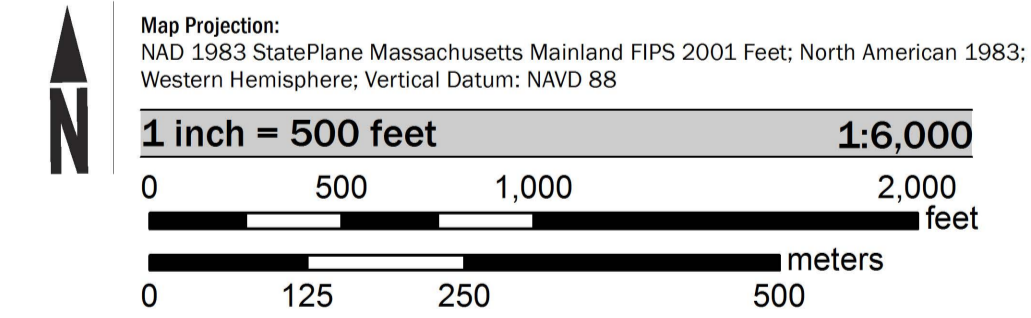 N
Map Projection:
NAD 1983 StatePlane Massachusetts Mainland FIPS 2001 Feet; North American 1983;
Western Hemisphere; Vertical Datum: NAVD 88
1 inch = 500 feet 1:6,000
0 500 1,000 2,000
feet
meters
0 125 250 500